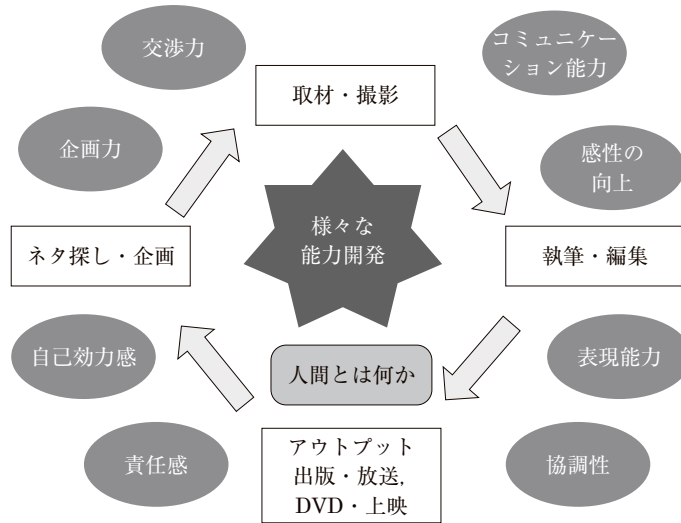 交渉力
コミュニケー
ション能力
取材・撮影
企画力
感性の
向上
様々な
能力開発
ネタ探し・企画
執筆・編集
自己効力感
人間とは何か
表現能力
責任感
アウトプット
出版・放送,
DVD・上映
協調性